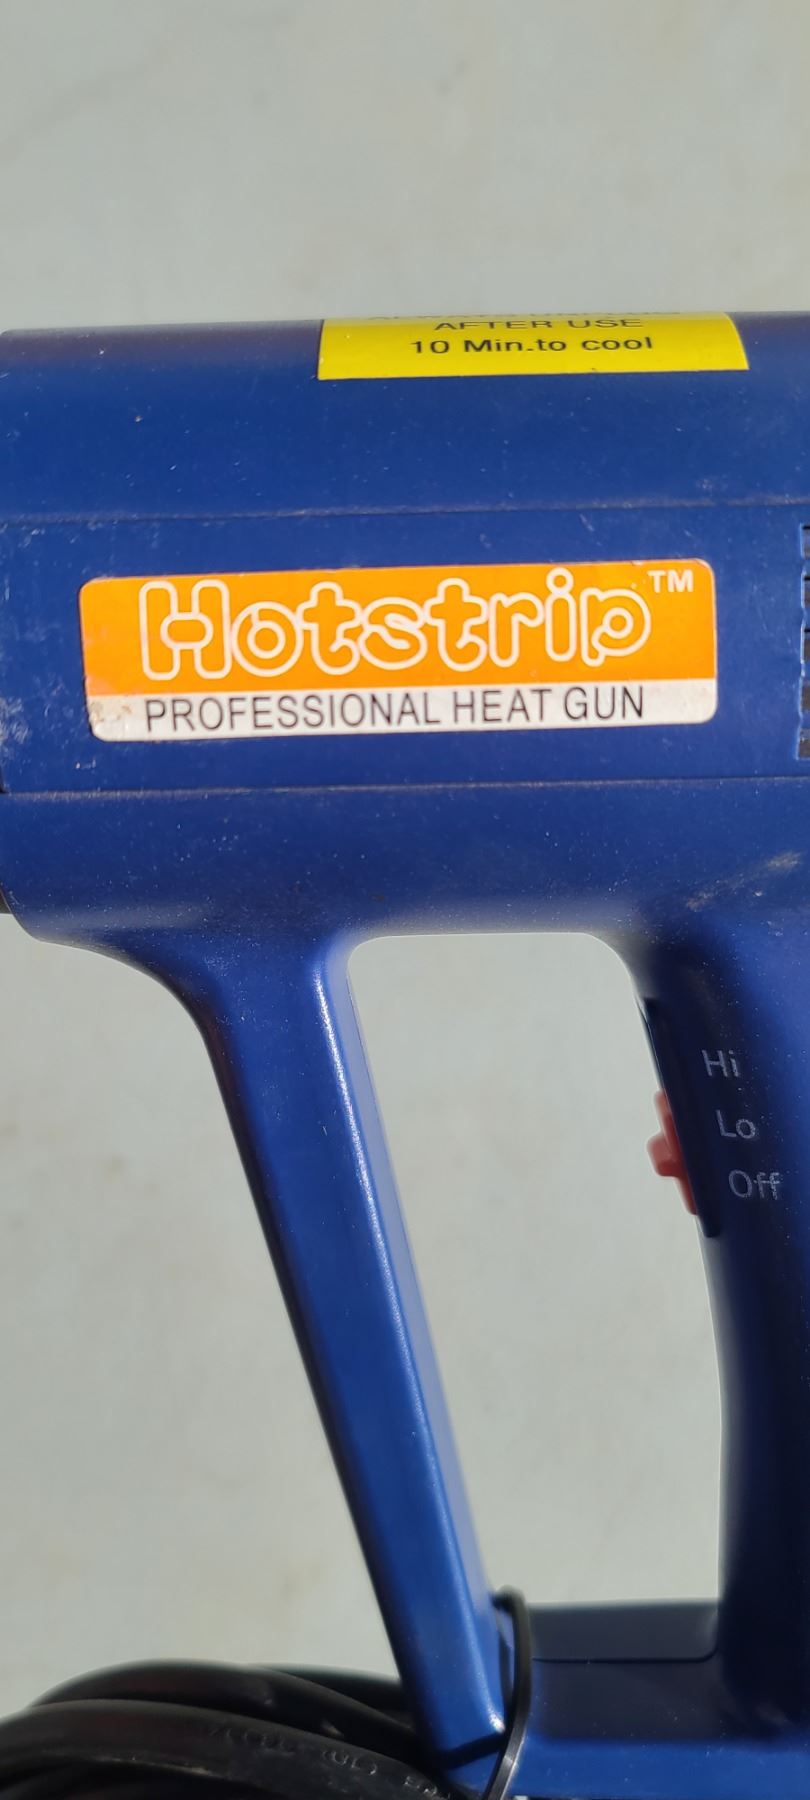 AFTER USE
10 Min.to cool
Hotstrip™
PROFESSIONAL HEAT GUN
Hi
Lo
Off